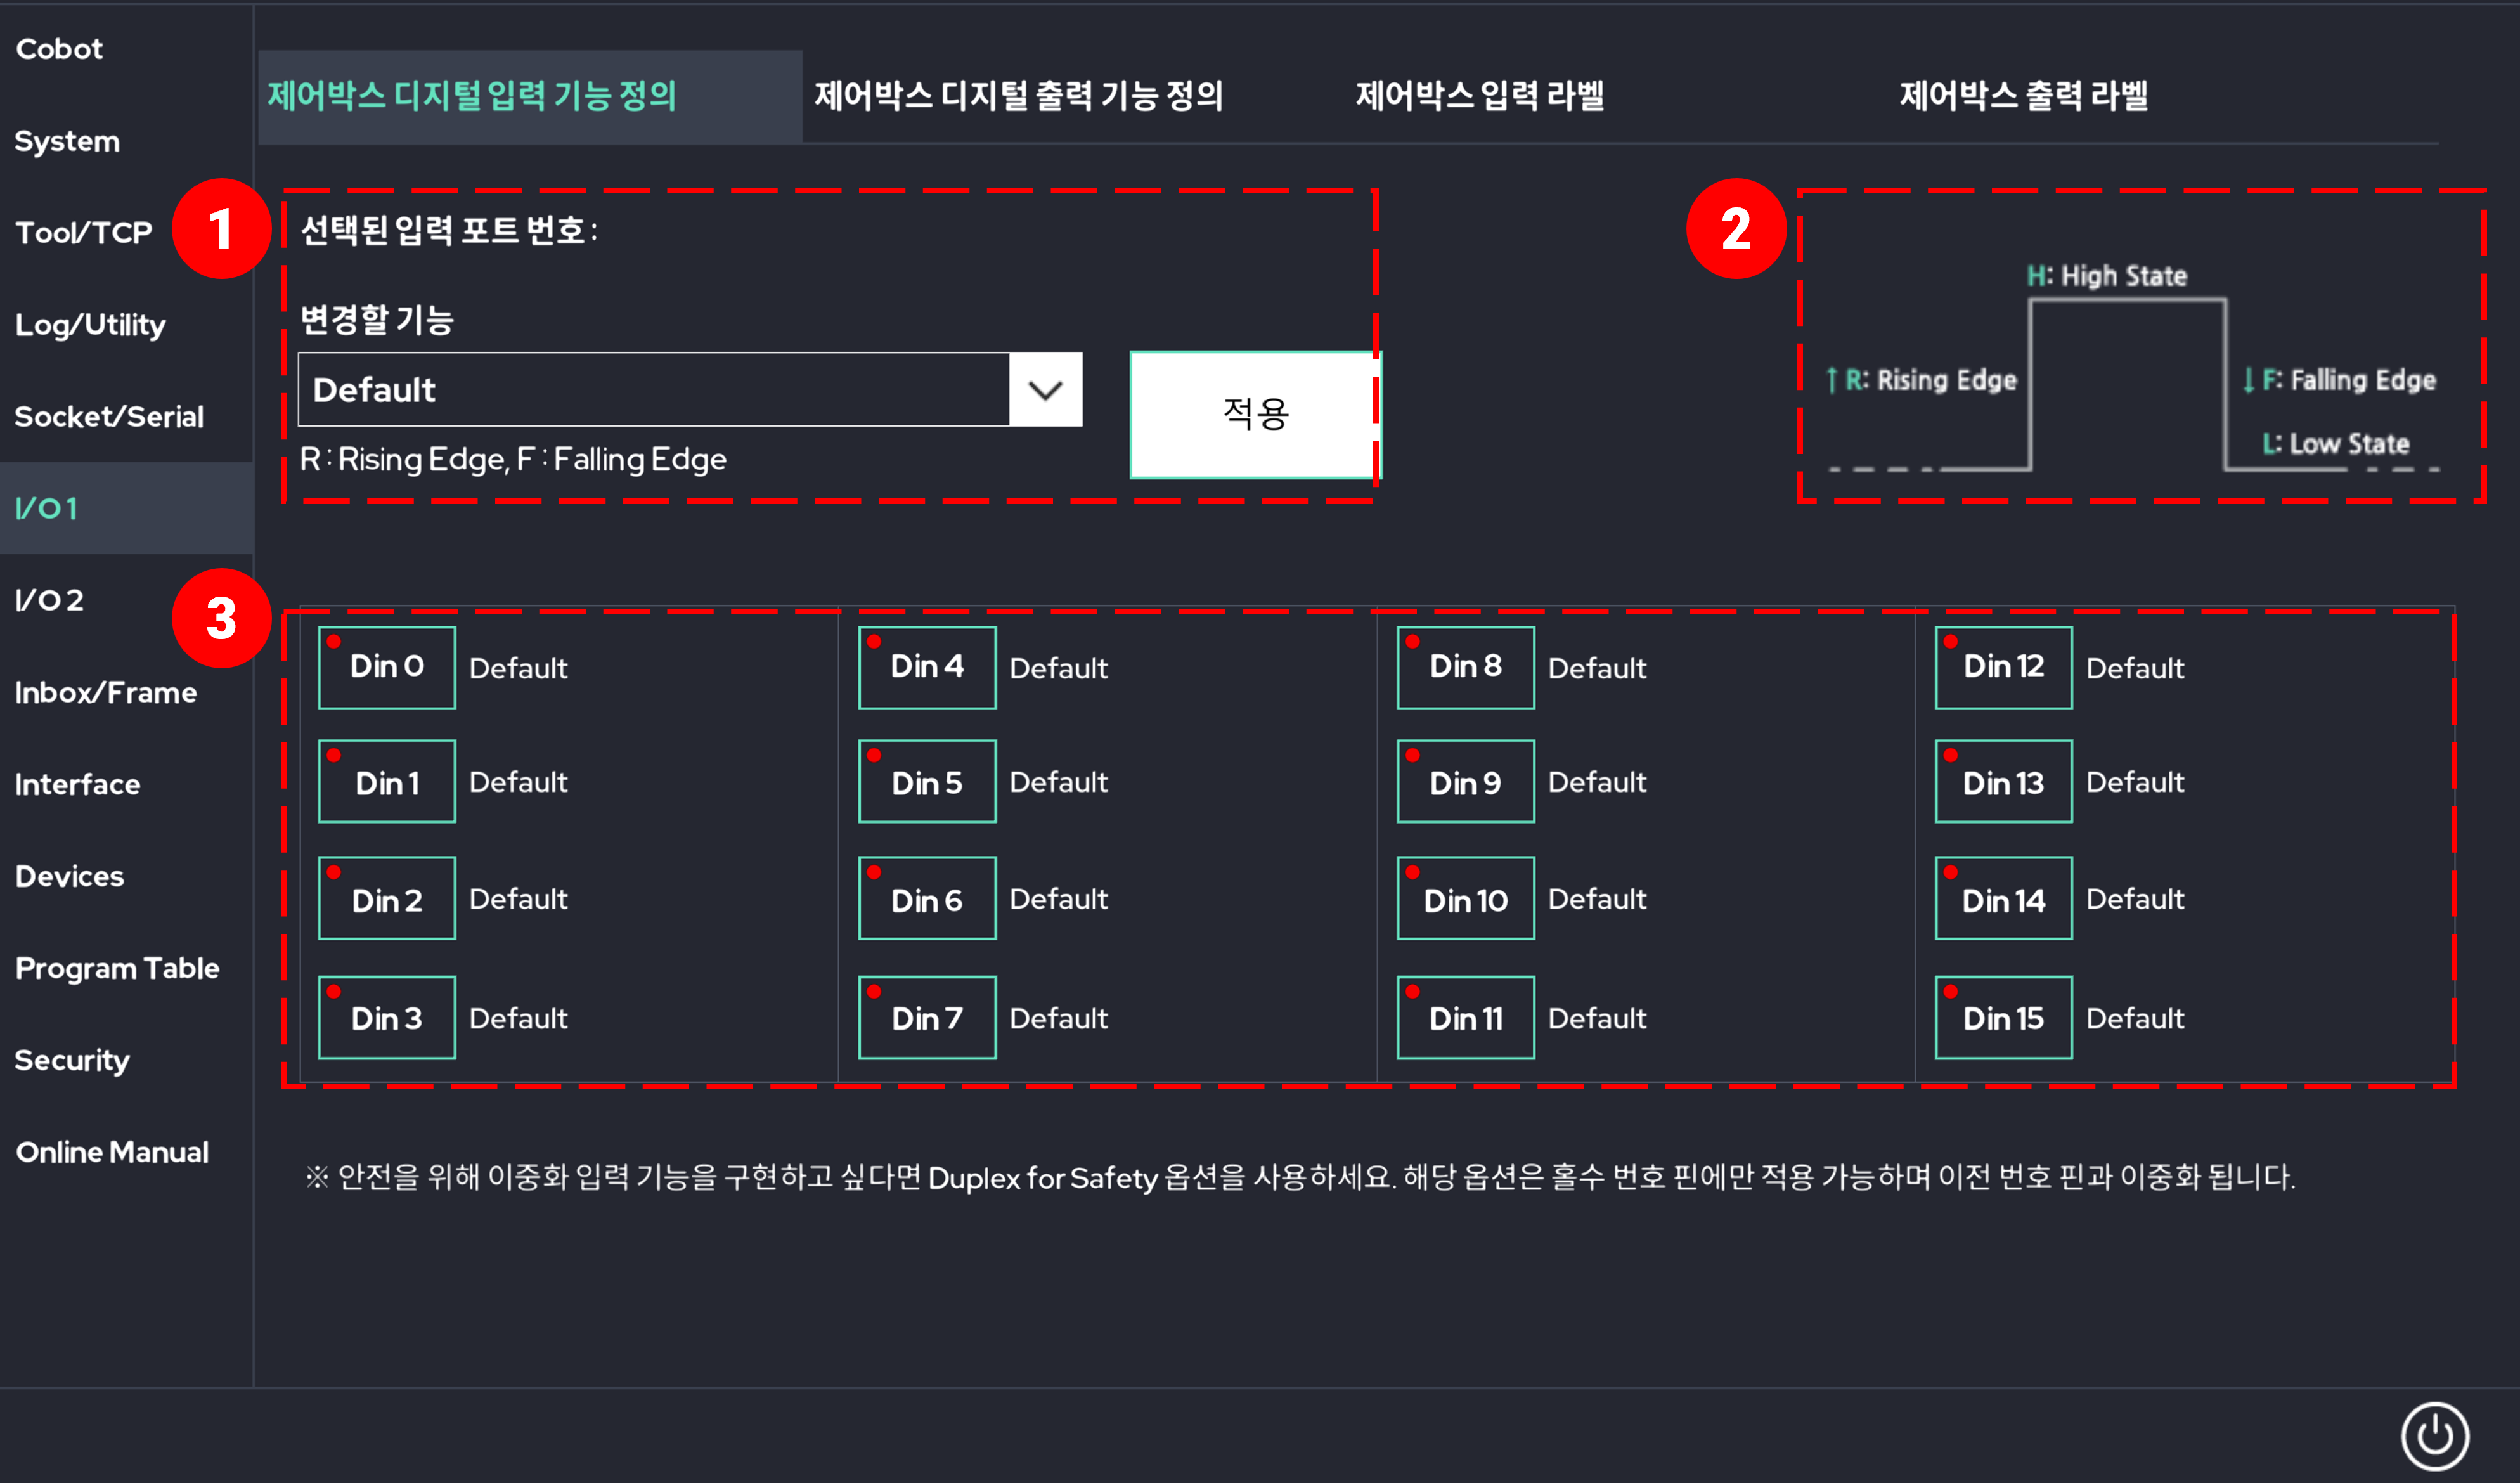 Cobot
System
Tool/TCP
Log/Utility
Socket/Serial
I/O 1
I/O 2
Inbox/Frame
Interface
Devices
Program Table
Security
Online Manual
제어박스 디지털 입력 기능 정의
제어박스 디지털 출력 기능 정의
제어박스 입력 라벨
제어박스 출력 라벨
1
선택된 입력 포트 번호 :
변경할 기능
Default
적용
R : Rising Edge, F : Falling Edge
2
H: High State
↑ R: Rising Edge
↓ F: Falling Edge
L: Low State
3
Din 0 Default
Din 4 Default
Din 8 Default
Din 12 Default
Din 1 Default
Din 5 Default
Din 9 Default
Din 13 Default
Din 2 Default
Din 6 Default
Din 10 Default
Din 14 Default
Din 3 Default
Din 7 Default
Din 11 Default
Din 15 Default
※ 안전을 위해 이중화 입력 기능을 구현하고 싶다면 Duplex for Safety 옵션을 사용하세요. 해당 옵션은 홀수 번호 핀에만 적용 가능하며 이전 번호 핀과 이중화 됩니다.